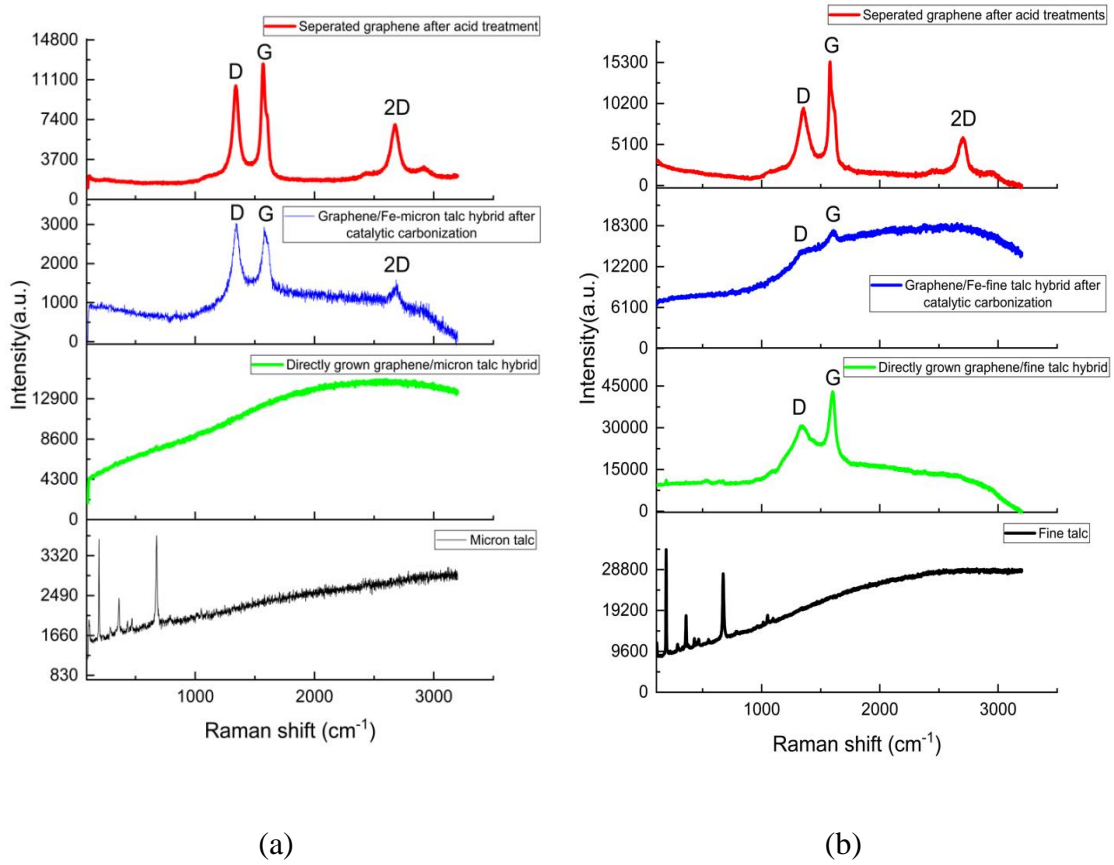 Seperated graphene after acid treatment
14800
11100
7400
3700
0
D
G
2D
Graphene/Fe-micron talc hybrid after
catalytic carbonization
3000
2000
1000
0
D
G
2D
Directly grown graphene/micron talc hybrid
12900
8600
4300
0
Micron talc
3320
2490
1660
830
1000
2000
3000
Intensity(a.u.)
Raman shift (cm⁻¹)
(a)
Seperated graphene after acid treatments
15300
10200
5100
0
D
G
2D
18300
12200
6100
0
D
G
Graphene/Fe-fine talc hybrid after
catalytic carbonization
Directly grown graphene/fine talc hybrid
45000
30000
15000
0
D
G
Fine talc
28800
19200
9600
0
1000
2000
3000
Intensity(a.u.)
Raman shift (cm⁻¹)
(b)